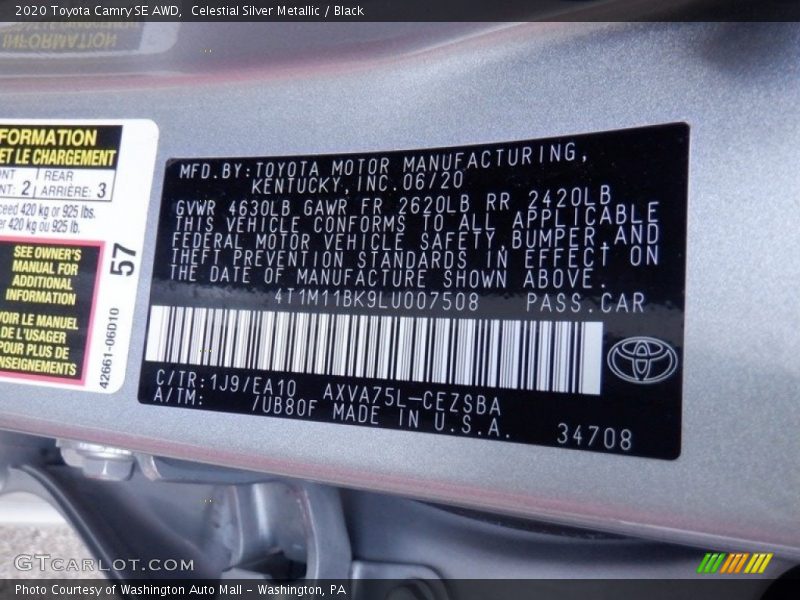 2020 Toyota Camry SE AWD, Celestial Silver Metallic / Black
FORMATION
ET LE CHARGEMENT
REAR
2 ARRIÈRE: 3
420 kg or 925 lbs.
420 kg ou 925 lb.
SEE OWNER'S
MANUAL FOR
ADDITIONAL
INFORMATION
VOIR LE MANUEL
DE L'USAGER
POUR PLUS DE
57
42661-06D10
MFD.BY:TOYOTA MOTOR MANUFACTURING,
KENTUCKY,INC.06/20
GVWR 4630LB GAWR FR 2620LB RR 2420LB
THIS VEHICLE CONFORMS TO ALL APPLICABLE
FEDERAL MOTOR VEHICLE SAFETY,BUMPER,AND
THEFT PREVENTION STANDARDS IN EFFECT ON
THE DATE OF MANUFACTURE SHOWN ABOVE.
4T1M11BK9LU007508 PASS.CAR
C/TR:1J9/EA10 AXVA75L-CEZSBA
A/TM: /UB80F MADE IN U.S.A.
34708
GTCARLOT.COM
Photo Courtesy of Washington Auto Mall - Washington, PA